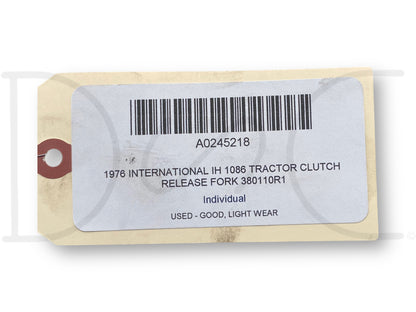 A0245218
1976 INTERNATIONAL IH 1086 TRACTOR CLUTCH
RELEASE FORK 380110R1
Individual
USED - GOOD, LIGHT WEAR